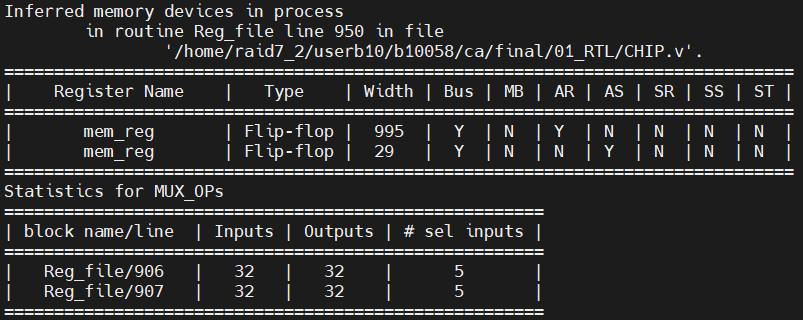 Inferred memory devices in process
in routine Reg_file line 950 in file
'/home/raid7_2/userb10/b10058/ca/final/01_RTL/CHIP.v'.
===============================================================================
| Register Name | Type | Width | Bus | MB | AR | AS | SR | SS | ST |
===============================================================================
| mem_reg | Flip-flop | 995 | Y | N | Y | N | N | N | N |
| mem_reg | Flip-flop | 29 | Y | N | N | Y | N | N | N |
===============================================================================
Statistics for MUX_OPs
======================================================
| block name/line | Inputs | Outputs | # sel inputs |
======================================================
| Reg_file/906 | 32 | 32 | 5 |
| Reg_file/907 | 32 | 32 | 5 |
======================================================